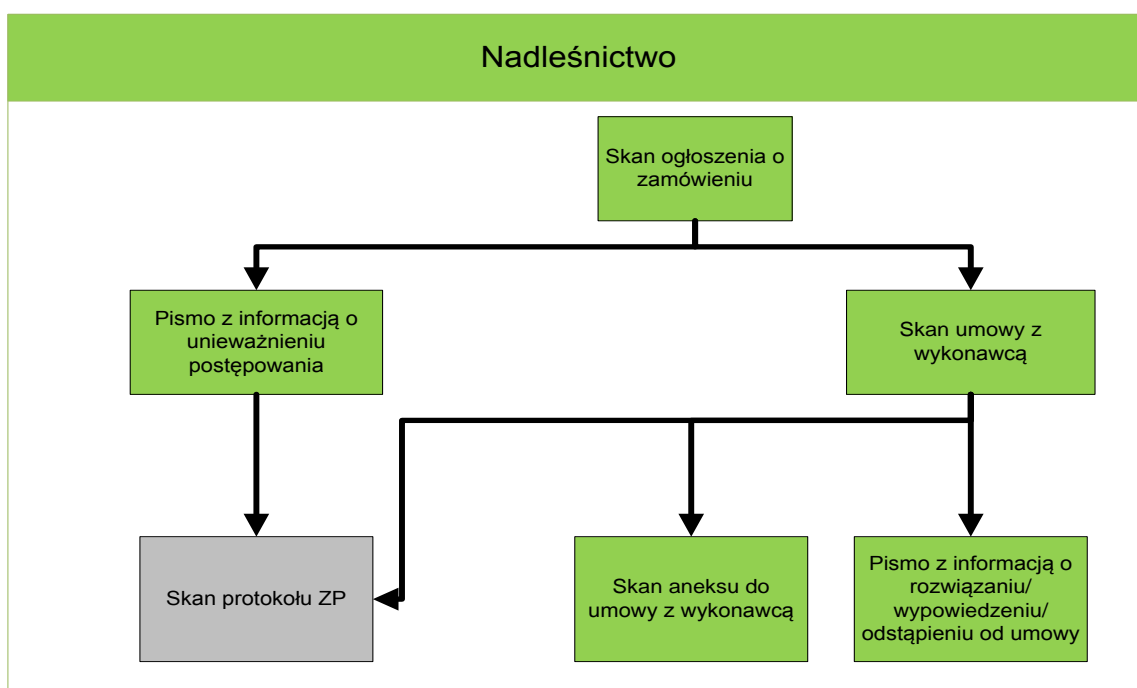 Nadleśnictwo
Skan ogłoszenia o
zamówieniu
Pismo z informacją o
unieważnieniu
postępowania
Skan umowy z
wykonawcą
Skan protokołu ZP
Skan aneksu do
umowy z wykonawcą
Pismo z informacją o
rozwiązaniu/
wypowiedzeniu/
odstąpieniu od umowy